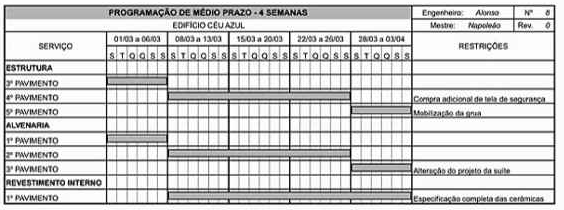 PROGRAMAÇÃO DE MÉDIO PRAZO - 4 SEMANAS Engenheiro: Alonso Nº 8
EDIFÍCIO CÉU AZUL Mestre: Napoleão Rev. 0
SERVIÇO 01/03 a 06/03 08/03 a 13/03 15/03 a 20/03 22/03 a 26/03 28/03 a 03/04 RESTRIÇÕES
S T Q Q S S S T Q Q S S S T Q Q S S S T Q Q S S S T Q Q S S
ESTRUTURA
3º PAVIMENTO
4º PAVIMENTO Compra adicional de tela de segurança
5º PAVIMENTO Mobilização da grua
ALVENARIA
1º PAVIMENTO
2º PAVIMENTO
3º PAVIMENTO Alteração do projeto da suíte
REVESTIMENTO INTERNO
1º PAVIMENTO Especificação completa das cerâmicas